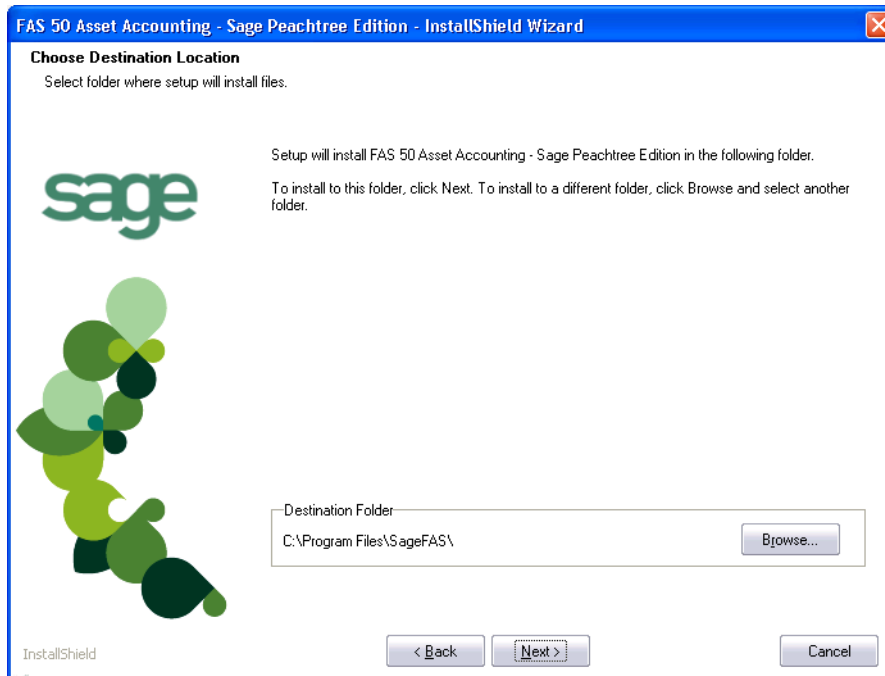 FAS 50 Asset Accounting - Sage Peachtree Edition - InstallShield Wizard
Choose Destination Location
Select folder where setup will install files.
sage
Setup will install FAS 50 Asset Accounting - Sage Peachtree Edition in the following folder.
To install to this folder, click Next. To install to a different folder, click Browse and select another
folder.
Destination Folder
C:\Program Files\SageFAS\
Browse...
InstallShield
< Back
Next >
Cancel